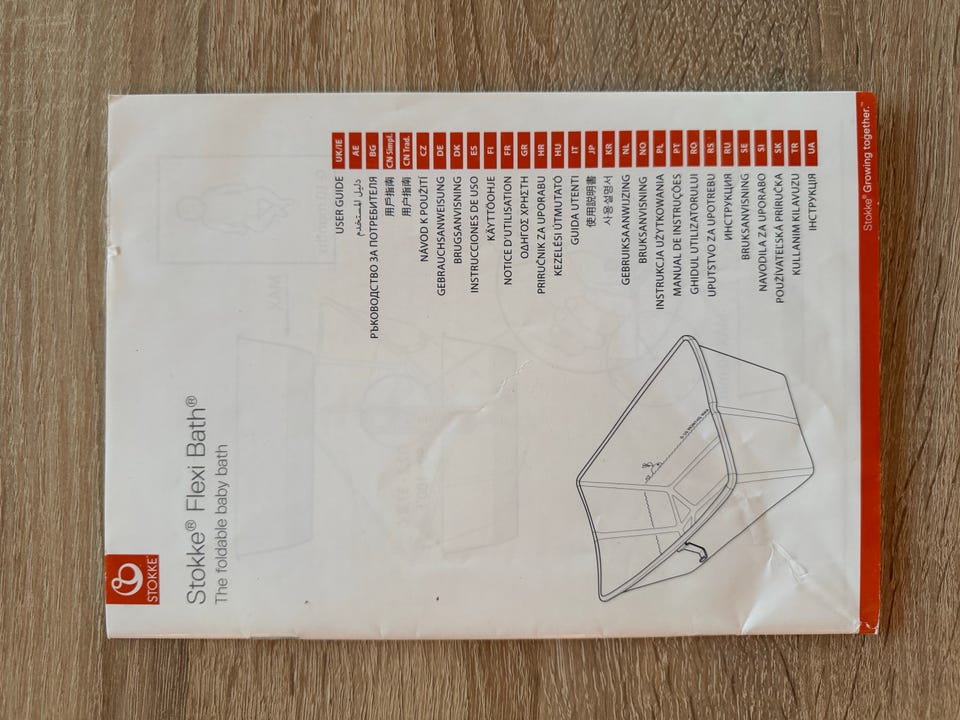 STOKKE®
Stokke® Flexi Bath®
The foldable baby bath
USER GUIDE UK/IE
دليل المستخدم AE
РЪКОВОДСТВО ЗА ПОТРЕБИТЕЛЯ BG
用戶指南 CN Simpl.
用户指南 CN Trad.
NÁVOD K POUŽITÍ CZ
GEBRAUCHSANWEISUNG DE
BRUGSANVISNING DK
INSTRUCCIONES DE USO ES
KÄYTTÖOHJE FI
NOTICE D'UTILISATION FR
ΟΔΗΓΟΣ ΧΡΗΣΤΗ GR
PRIRUČNIK ZA UPORABU HR
KEZELÉSI ÚTMUTATÓ HU
GUIDA UTENTI IT
使用説明書 JP
사용설명서 KR
GEBRUIKSAANWIJZING NL
BRUKSANVISNING NO
INSTRUKCJA UŻYTKOWANIA PL
MANUAL DE INSTRUÇÕES PT
GHIDUL UTILIZATORULUI RO
UPUTSTVO ZA UPOTREBU RS
ИНСТРУКЦИЯ RU
BRUKSANVISNING SE
NAVODILA ZA UPORABO SI
POUŽÍVATEĽSKÁ PRÍRUČKA SK
KULLANIM KILAVUZU TR
ІНСТРУКЦІЯ UA
Stokke® Growing together.™